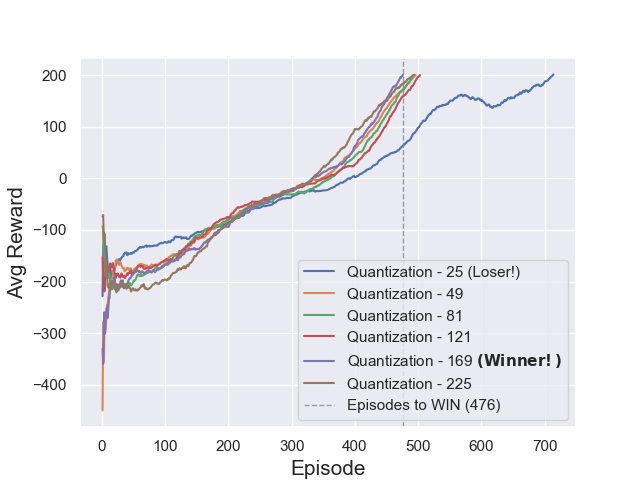 200
100
0
−100
−200
−300
−400
Avg Reward
Quantization - 25 (Loser!)
Quantization - 49
Quantization - 81
Quantization - 121
Quantization - 169 (Winner! )
Quantization - 225
Episodes to WIN (476)
0 100 200 300 400 500 600 700
Episode